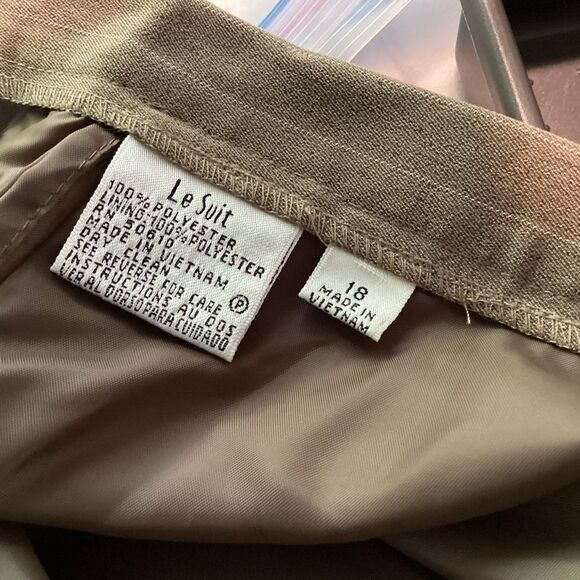 Le Suit
100% POLYESTER
LINING: 100% POLYESTER
RN 50610
MADE IN VIETNAM
DRY CLEAN Ⓟ
SEE REVERSE FOR CARE
INSTRUCTIONS AU DOS
VER AL DORSO PARA CUIDADO
18
MADE IN
VIETNAM